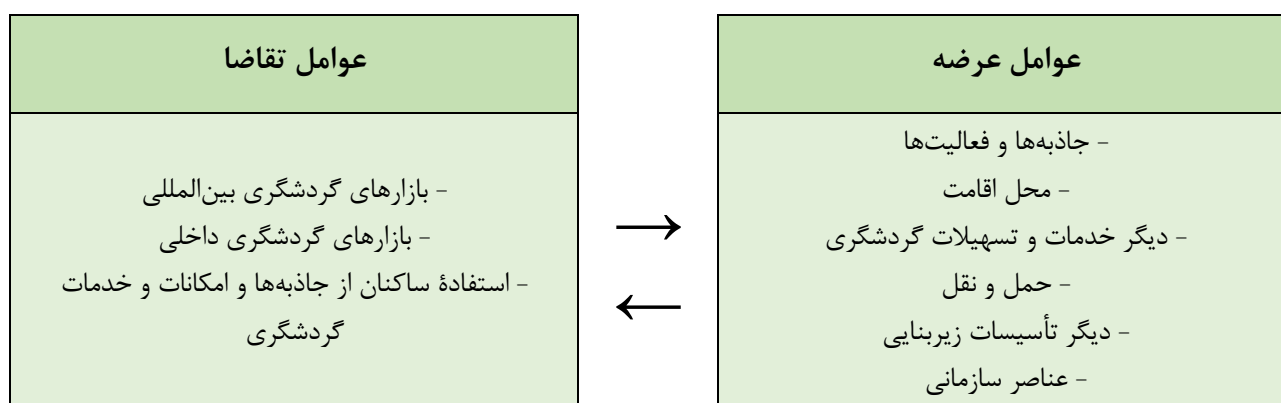 عوامل عرضه
- جاذبه‌ها و فعالیت‌ها
- محل اقامت
- دیگر خدمات و تسهیلات گردشگری
- حمل و نقل
- دیگر تأسیسات زیربنایی
- عناصر سازمانی
→
←
عوامل تقاضا
- بازارهای گردشگری بین‌المللی
- بازارهای گردشگری داخلی
- استفادهٔ ساکنان از جاذبه‌ها و امکانات و خدمات
گردشگری